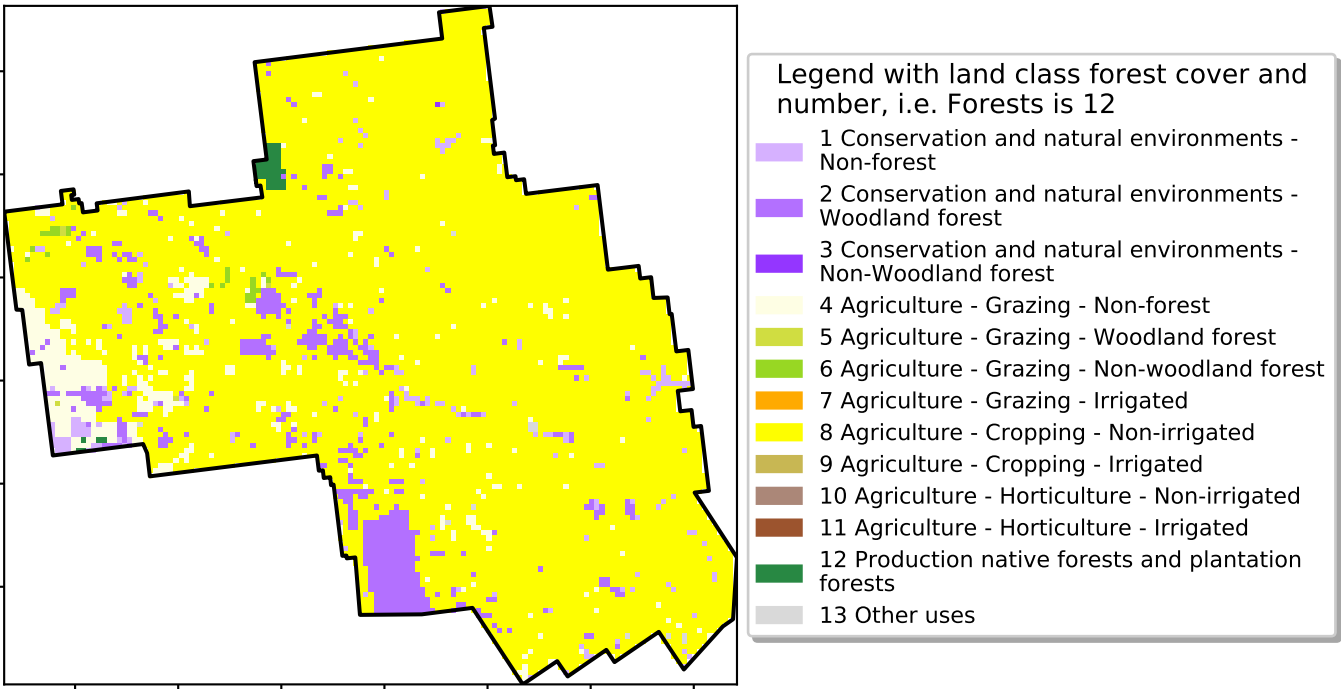 Legend with land class forest cover and
number, i.e. Forests is 12
1 Conservation and natural environments -
Non-forest
2 Conservation and natural environments -
Woodland forest
3 Conservation and natural environments -
Non-Woodland forest
4 Agriculture - Grazing - Non-forest
5 Agriculture - Grazing - Woodland forest
6 Agriculture - Grazing - Non-woodland forest
7 Agriculture - Grazing - Irrigated
8 Agriculture - Cropping - Non-irrigated
9 Agriculture - Cropping - Irrigated
10 Agriculture - Horticulture - Non-irrigated
11 Agriculture - Horticulture - Irrigated
12 Production native forests and plantation
forests
13 Other uses